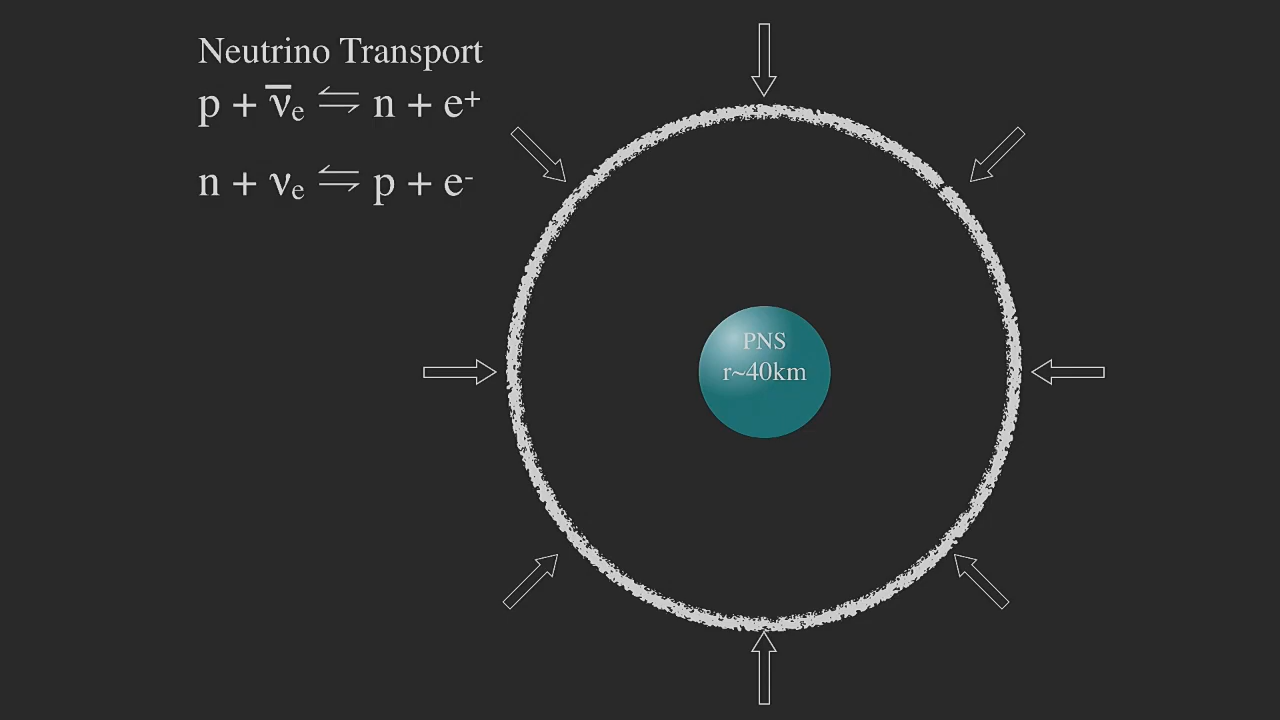 Neutrino Transport
p + ν̅ₑ ⇌ n + e⁺
n + νₑ ⇌ p + e⁻
PNS
r~40km